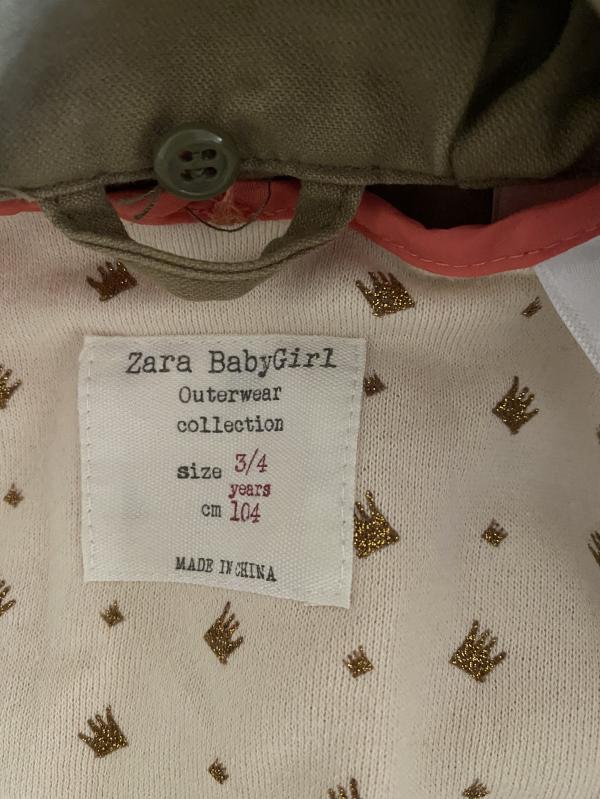 Zara BabyGirl
Outerwear
collection
size 3/4
years
cm 104
MADE IN CHINA